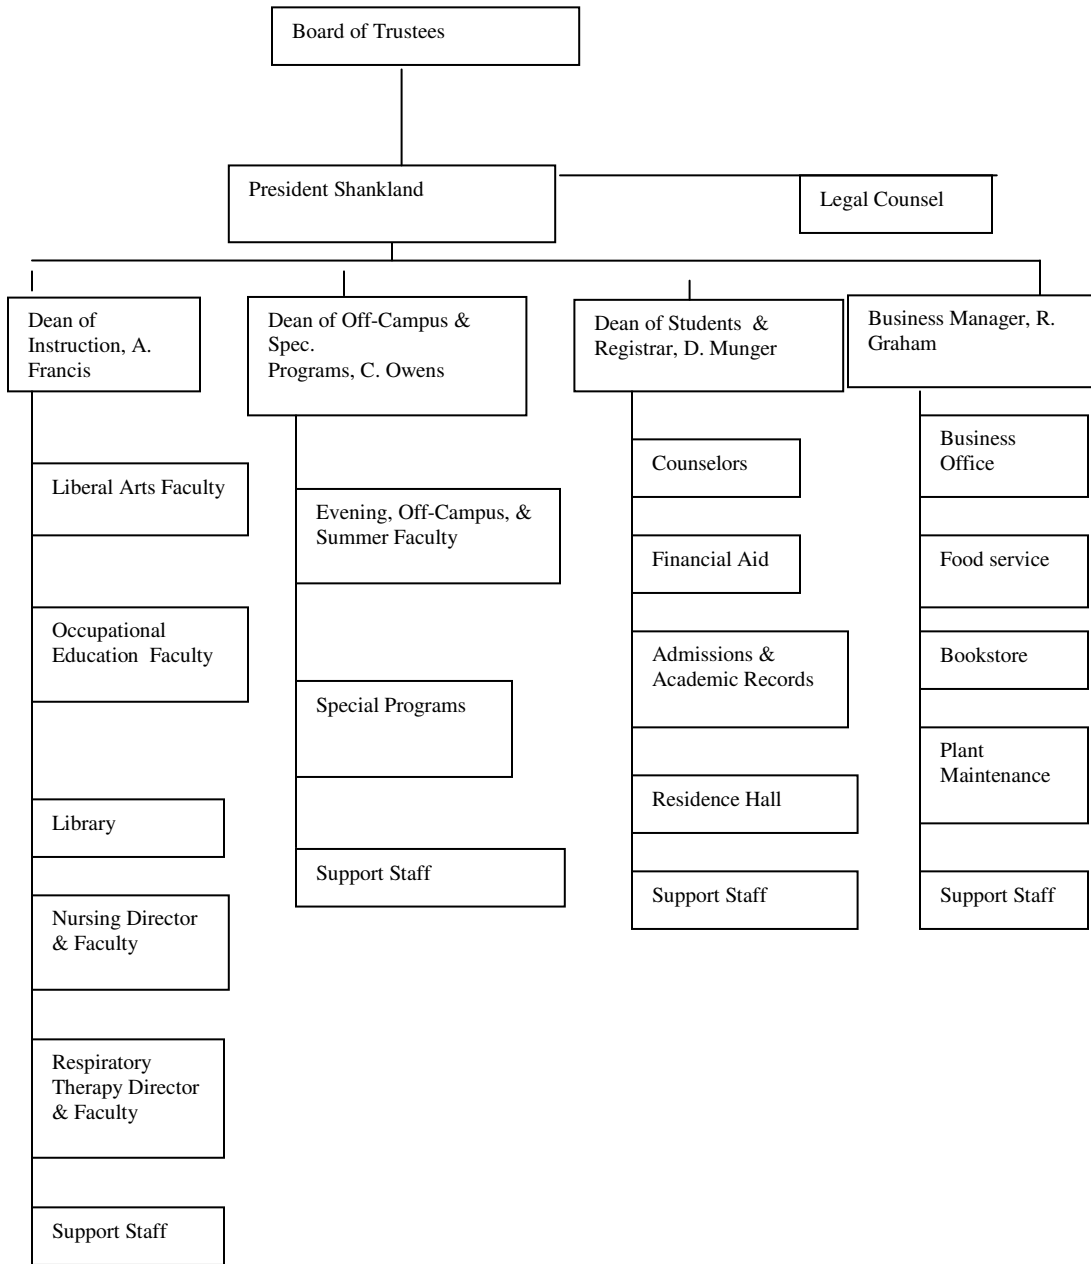 Board of Trustees
President Shankland
Legal Counsel
Dean of
Instruction, A.
Francis
Dean of Off-Campus &
Spec.
Programs, C. Owens
Dean of Students &
Registrar, D. Munger
Business Manager, R.
Graham
Liberal Arts Faculty
Occupational
Education Faculty
Library
Nursing Director
& Faculty
Respiratory
Therapy Director
& Faculty
Support Staff
Evening, Off-Campus, &
Summer Faculty
Special Programs
Support Staff
Counselors
Financial Aid
Admissions &
Academic Records
Residence Hall
Support Staff
Business
Office
Food service
Bookstore
Plant
Maintenance
Support Staff